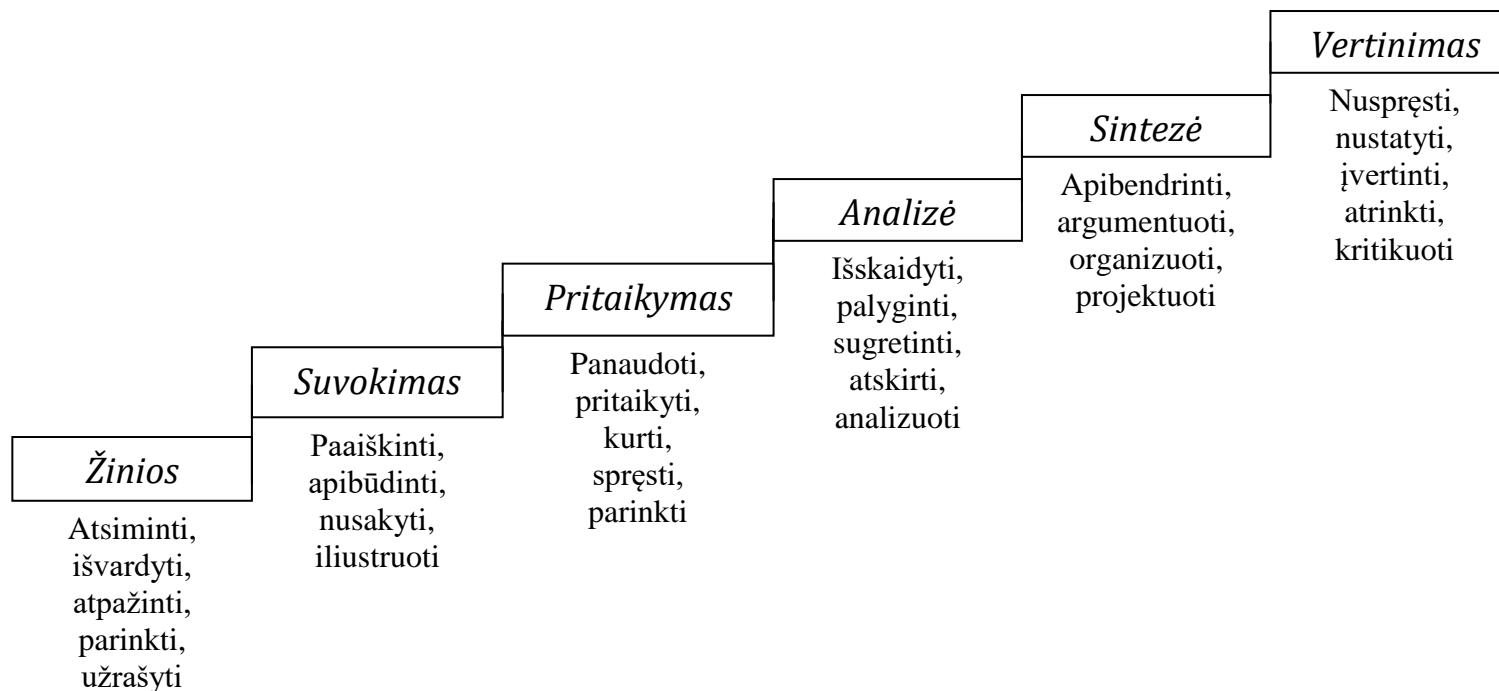 Žinios
Atsiminti,
išvardyti,
atpažinti,
parinkti,
užrašyti
Suvokimas
Paaiškinti,
apibūdinti,
nusakyti,
iliustruoti
Pritaikymas
Panaudoti,
pritaikyti,
kurti,
spręsti,
parinkti
Analizė
Išskaidyti,
palyginti,
sugretinti,
atskirti,
analizuoti
Sintezė
Apibendrinti,
argumentuoti,
organizuoti,
projektuoti
Vertinimas
Nuspręsti,
nustatyti,
įvertinti,
atrinkti,
kritikuoti